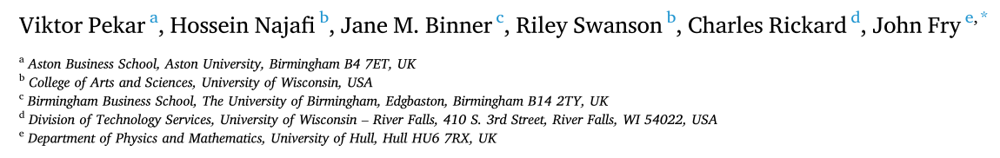 Viktor Pekar a, Hossein Najafi b, Jane M. Binner c, Riley Swanson b, Charles Rickard d, John Fry e,*
a Aston Business School, Aston University, Birmingham B4 7ET, UK
b College of Arts and Sciences, University of Wisconsin, USA
c Birmingham Business School, The University of Birmingham, Edgbaston, Birmingham B14 2TY, UK
d Division of Technology Services, University of Wisconsin – River Falls, 410 S. 3rd Street, River Falls, WI 54022, USA
e Department of Physics and Mathematics, University of Hull, Hull HU6 7RX, UK